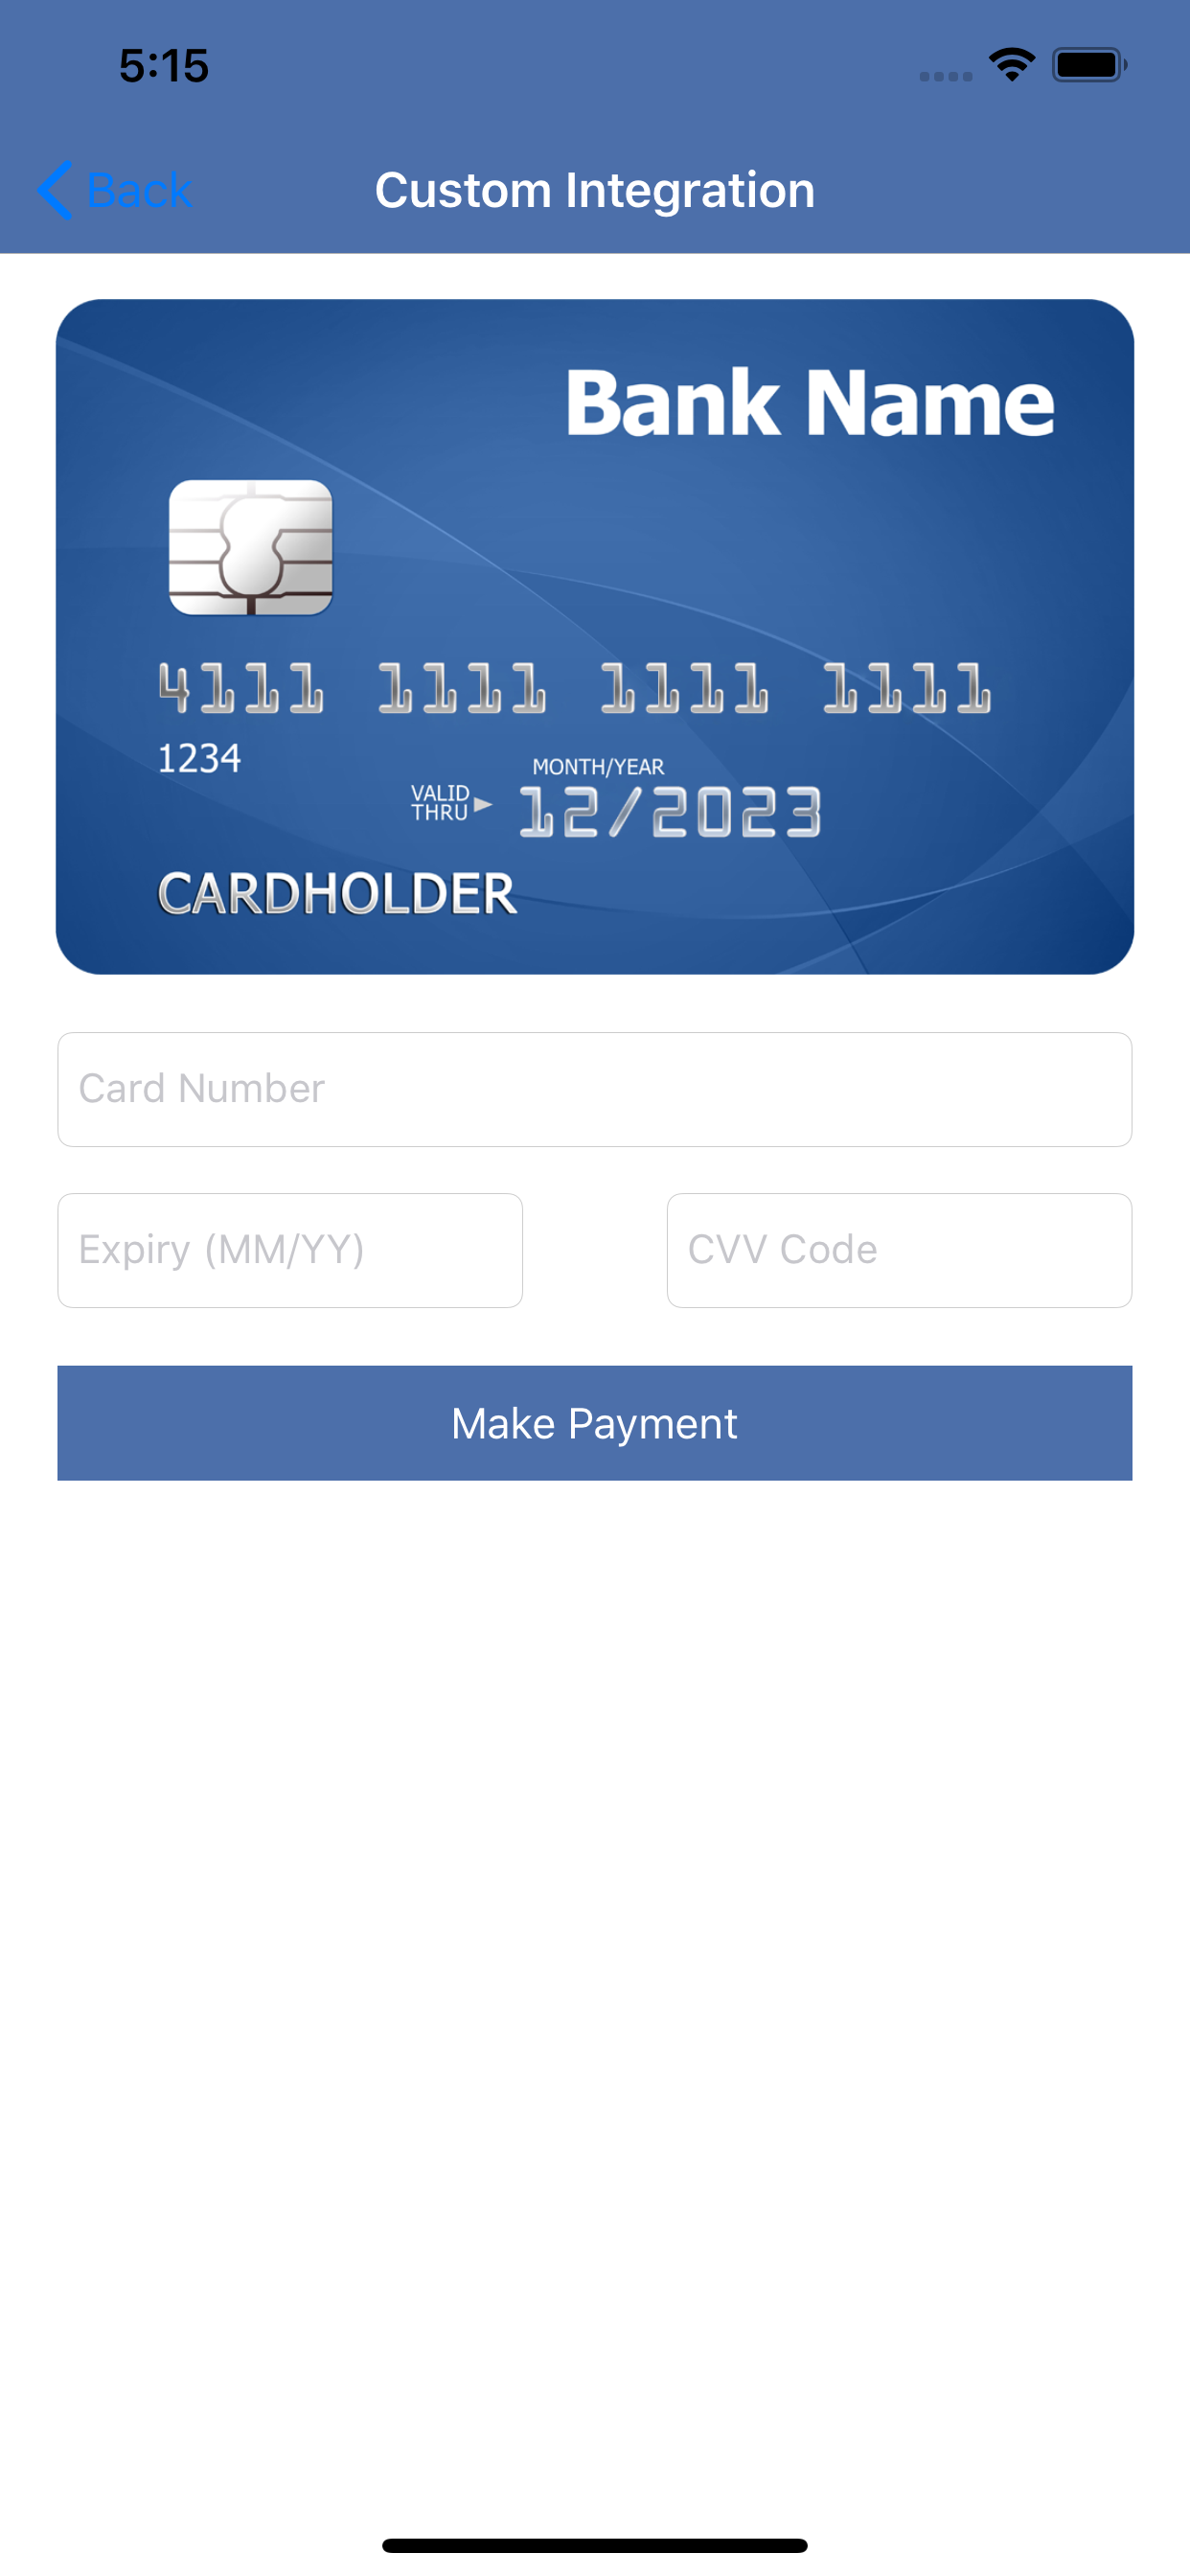 5:15
Back
Custom Integration
Bank Name
4111 1111 1111 1111
1234
MONTH/YEAR
VALID
THRU
12/2023
CARDHOLDER
Card Number
Expiry (MM/YY)
CVV Code
Make Payment